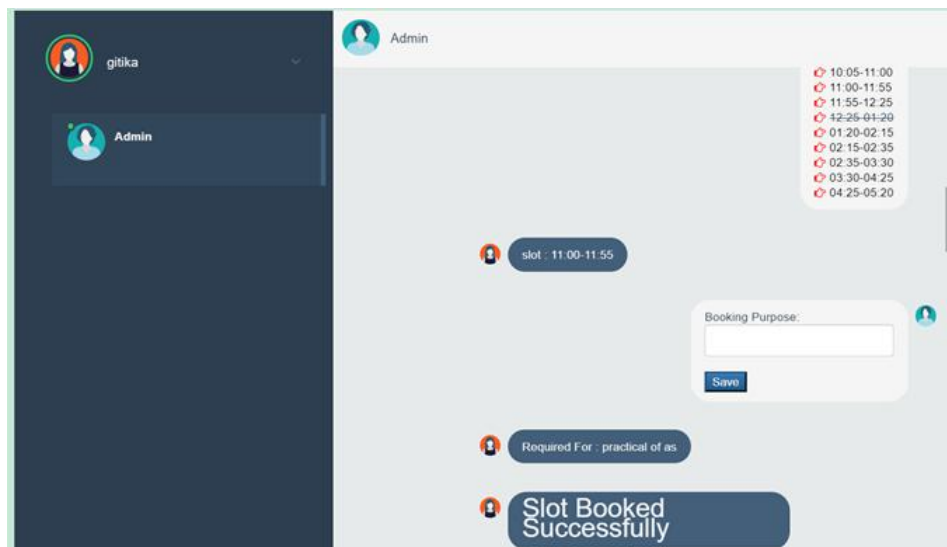 gitika
Admin
Admin
10:05-11:00
11:00-11:55
11:55-12:25
12:25-01:20
01:20-02:15
02:15-02:35
02:35-03:30
03:30-04:25
04:25-05:20
slot : 11:00-11:55
Booking Purpose:
Save
Required For : practical of as
Slot Booked
Successfully